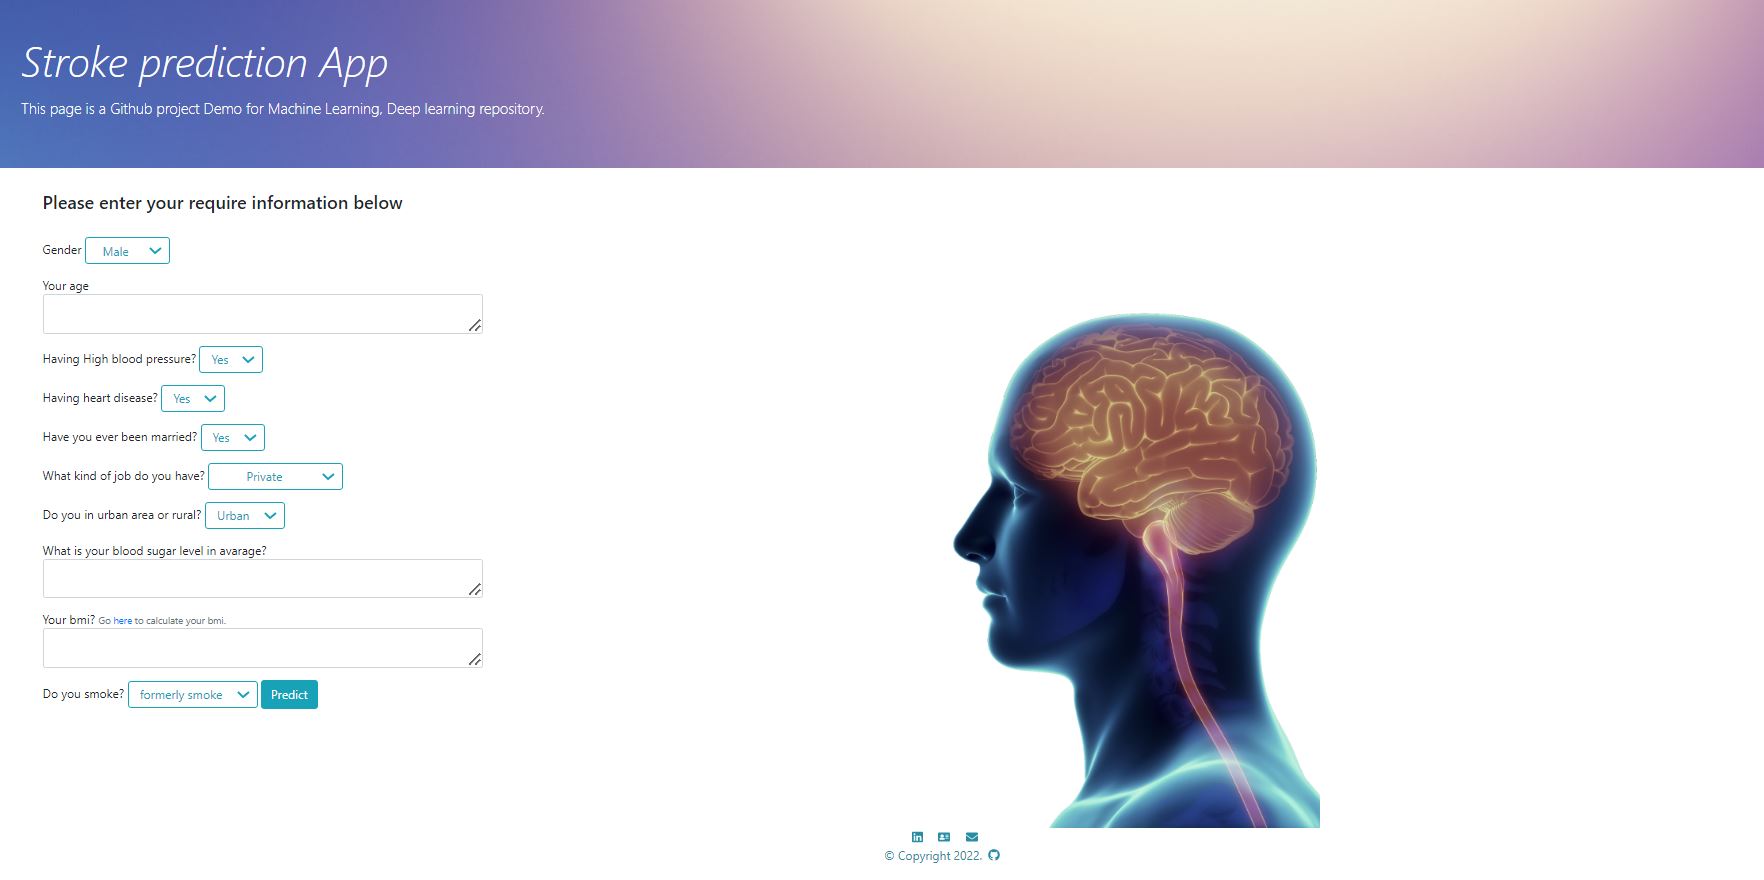 Stroke prediction App
This page is a Github project Demo for Machine Learning, Deep learning repository.
Please enter your require information below
Gender Male
Your age
Having High blood pressure? Yes
Having heart disease? Yes
Have you ever been married? Yes
What kind of job do you have? Private
Do you in urban area or rural? Urban
What is your blood sugar level in avarage?
Your bmi? Go here to calculate your bmi.
Do you smoke? formerly smoke Predict
© Copyright 2022.